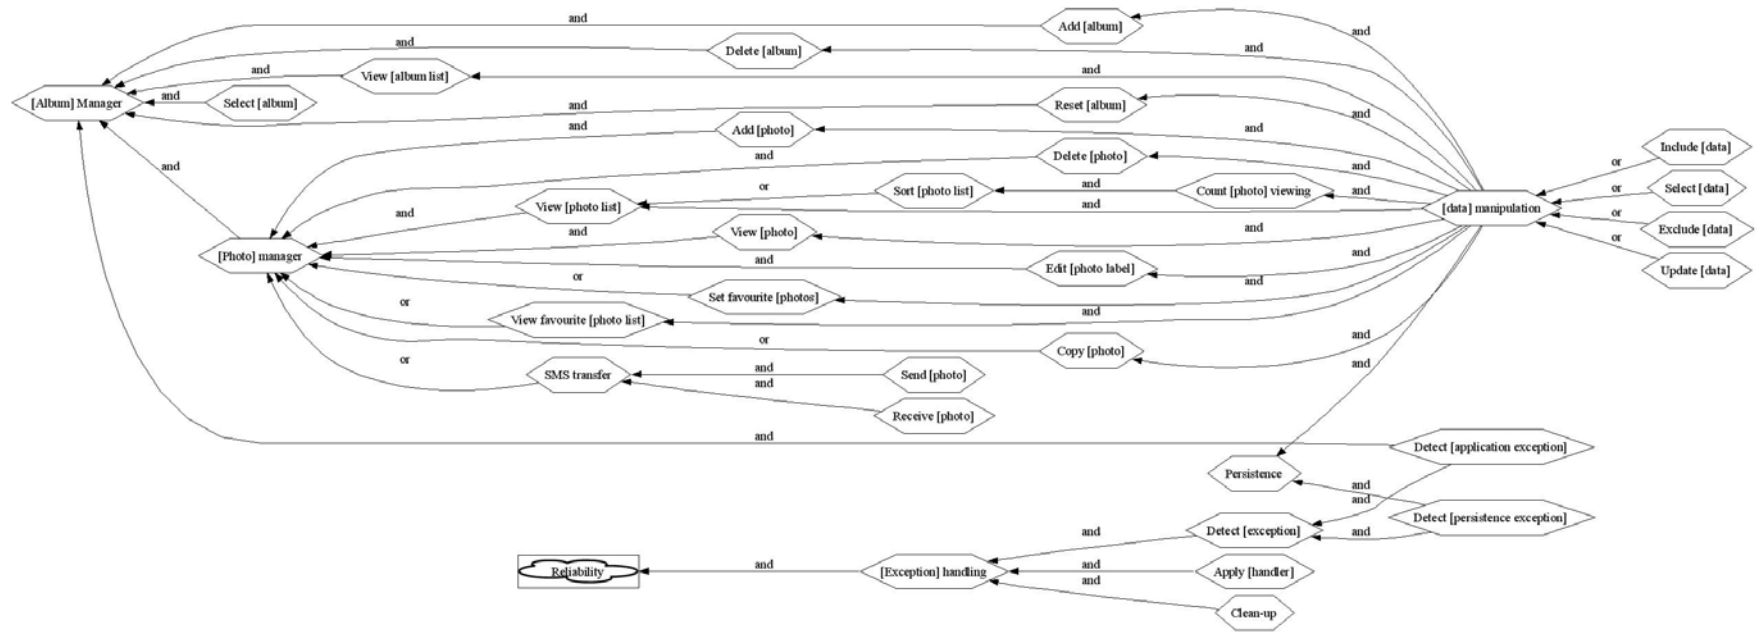 and
Add [album]
and
and
Delete [album]
and
and
View [album list]
and
[Album] Manager
and
Select [album]
and
Reset [album]
and
and
Add [photo]
and
and
Delete [photo]
and
Include [data]
or
and
or
Sort [photo list]
and
Count [photo] viewing
and
or
Select [data]
and
View [photo list]
and
[data] manipulation
or
Exclude [data]
and
View [photo]
and
or
[Photo] manager
and
Edit [photo label]
and
Update [data]
or
Set favourite [photos]
and
or
View favourite [photo list]
and
or
Copy [photo]
and
or
SMS transfer
and
Send [photo]
and
and
Receive [photo]
and
Detect [application exception]
Persistence
and
and
Detect [persistence exception]
and
Detect [exception]
and
Reliability
and
[Exception] handling
and
Apply [handler]
and
Clean-up